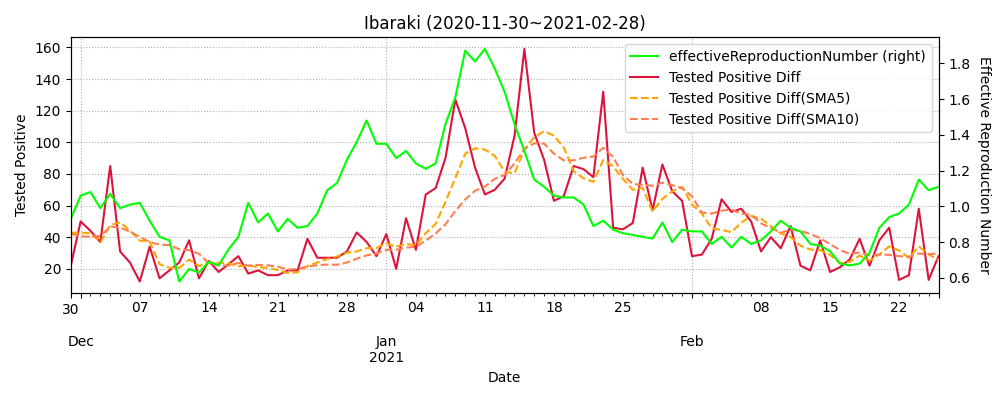 Ibaraki (2020-11-30~2021-02-28)
effectiveReproductionNumber (right)
Tested Positive Diff
Tested Positive Diff(SMA5)
Tested Positive Diff(SMA10)
Tested Positive
160
140
120
100
80
60
40
20
1.8
1.6
1.4
1.2
1.0
0.8
0.6
Effective Reproduction Number
30 07 14 21 28 04 11 18 25 08 15 22
Dec Jan Feb
2021
Date